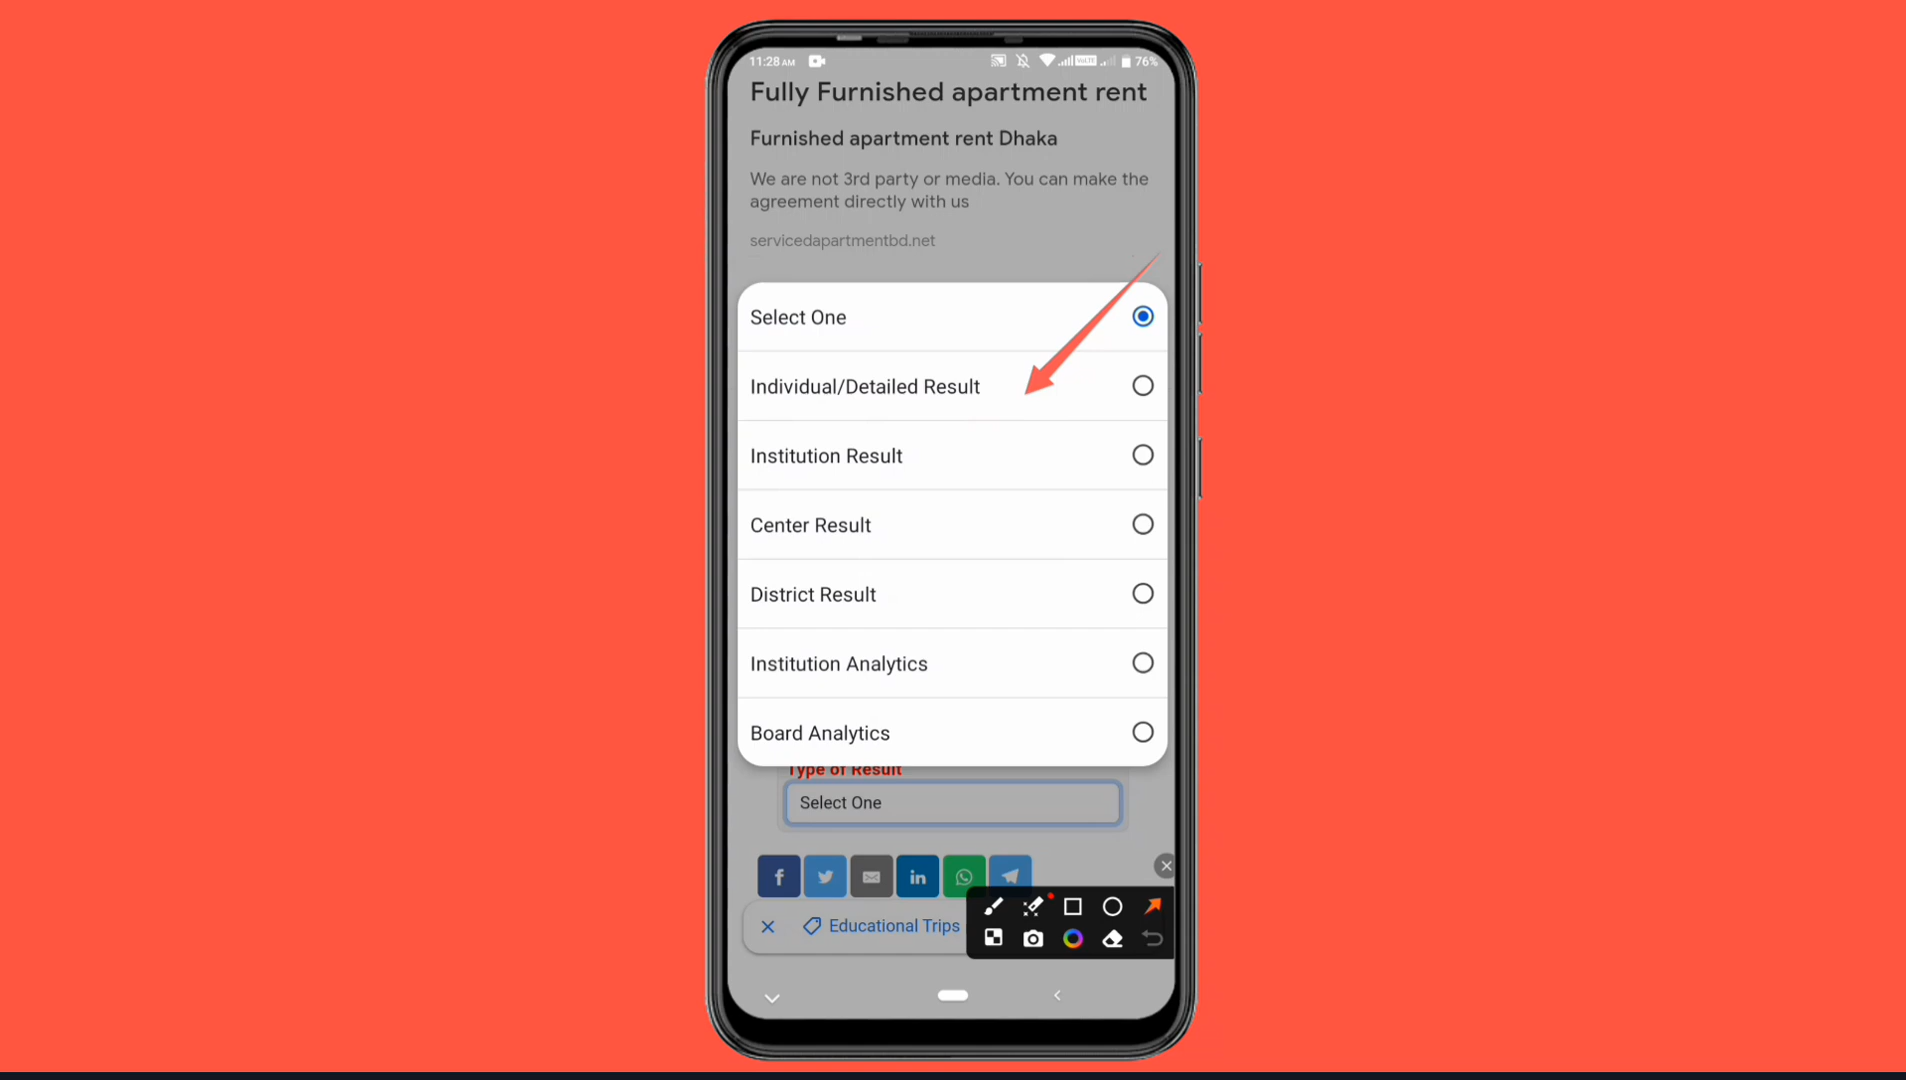 11:28 AM
VoLTE
76%
Fully Furnished apartment rent
Furnished apartment rent Dhaka
We are not 3rd party or media. You can make the
agreement directly with us
servicedapartmentbd.net
Select One
Individual/Detailed Result
Institution Result
Center Result
District Result
Institution Analytics
Board Analytics
Type of Result
Select One
Educational Trips